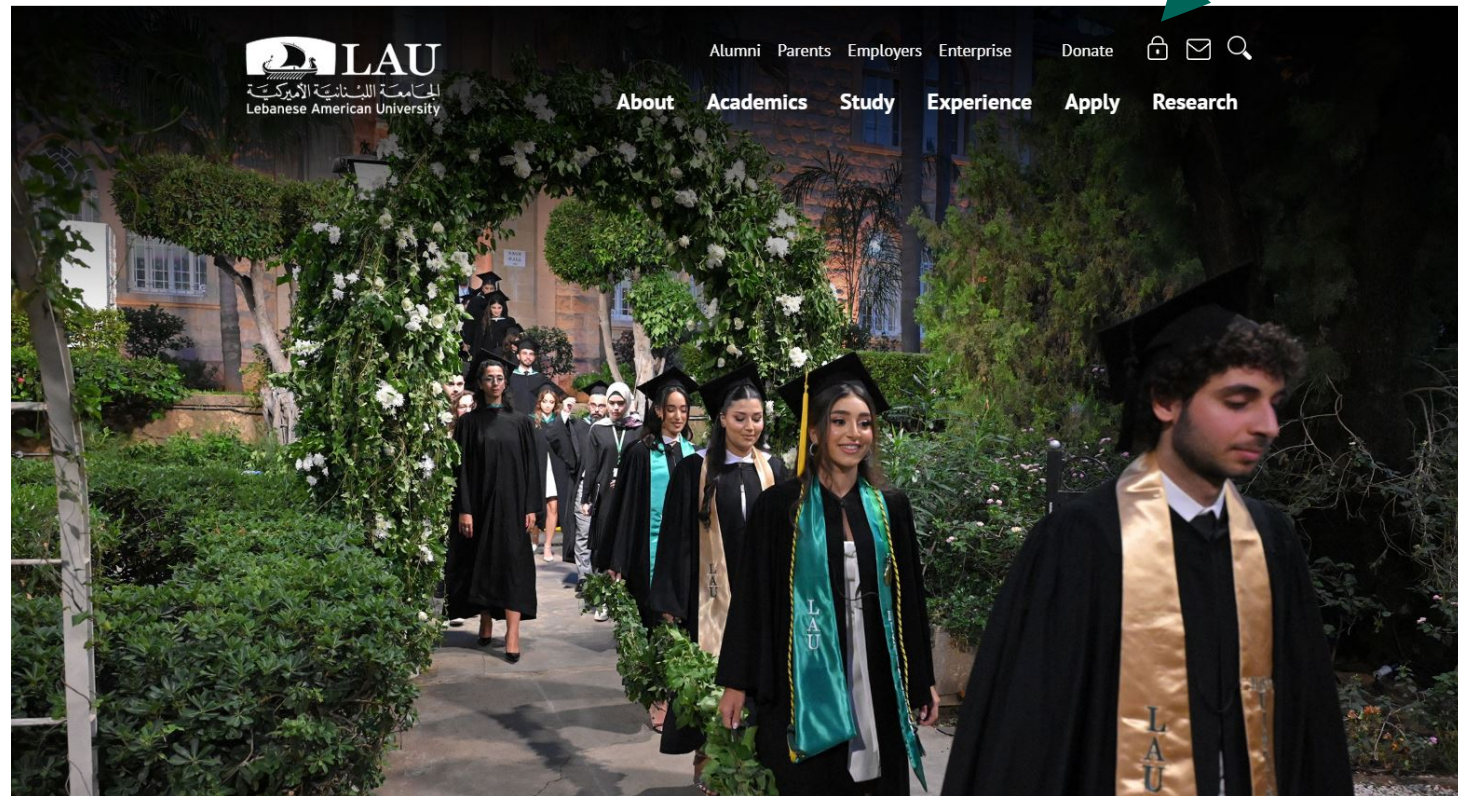 LAU
الجامعة اللبنانية الأميركية
Lebanese American University
Alumni Parents Employers Enterprise Donate
About Academics Study Experience Apply Research
LAU
LAU
LAU